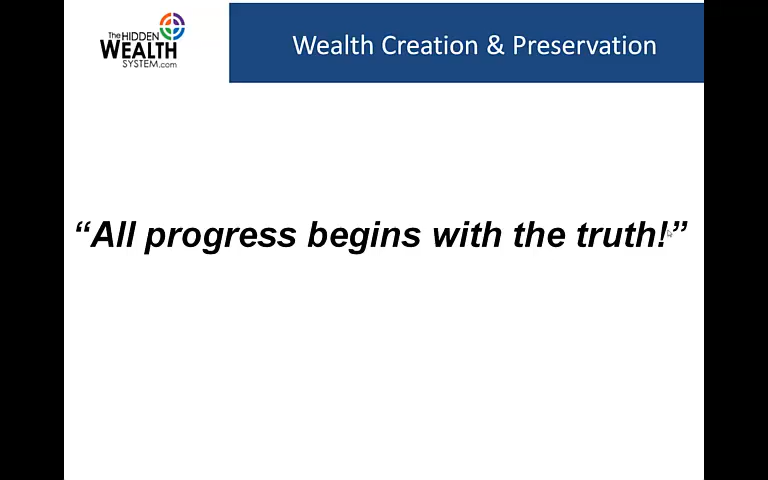 The HIDDEN
WEALTH
SYSTEM.com
Wealth Creation & Preservation
“All progress begins with the truth!”